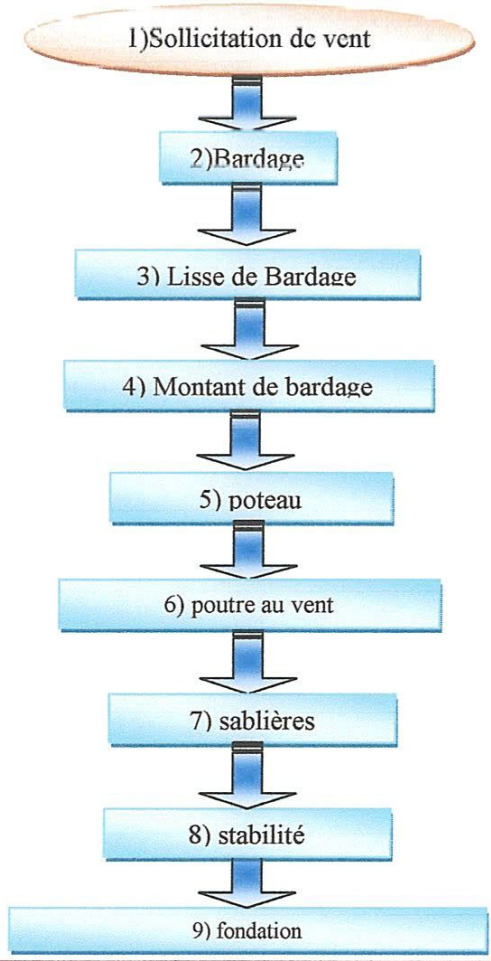 1)Sollicitation de vent
2)Bardage
3) Lisse de Bardage
4) Montant de bardage
5) poteau
6) poutre au vent
7) sablières
8) stabilité
9) fondation